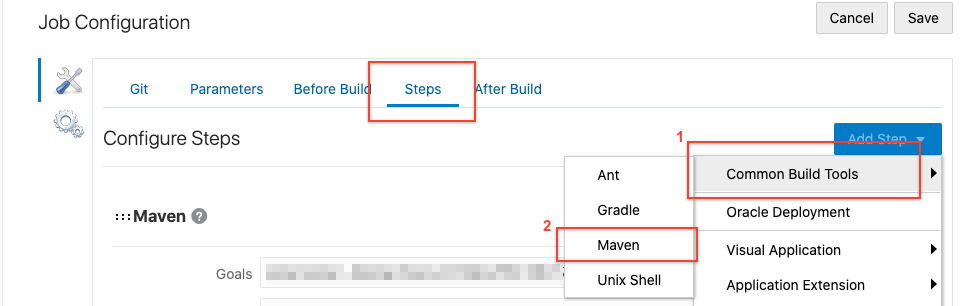 Job Configuration
Cancel
Save
Git
Parameters
Before Build
Steps
After Build
Configure Steps
1
Add Step
Common Build Tools
Ant
Gradle
Oracle Deployment
Maven
2
Maven
Visual Application
Goals
Unix Shell
Application Extension